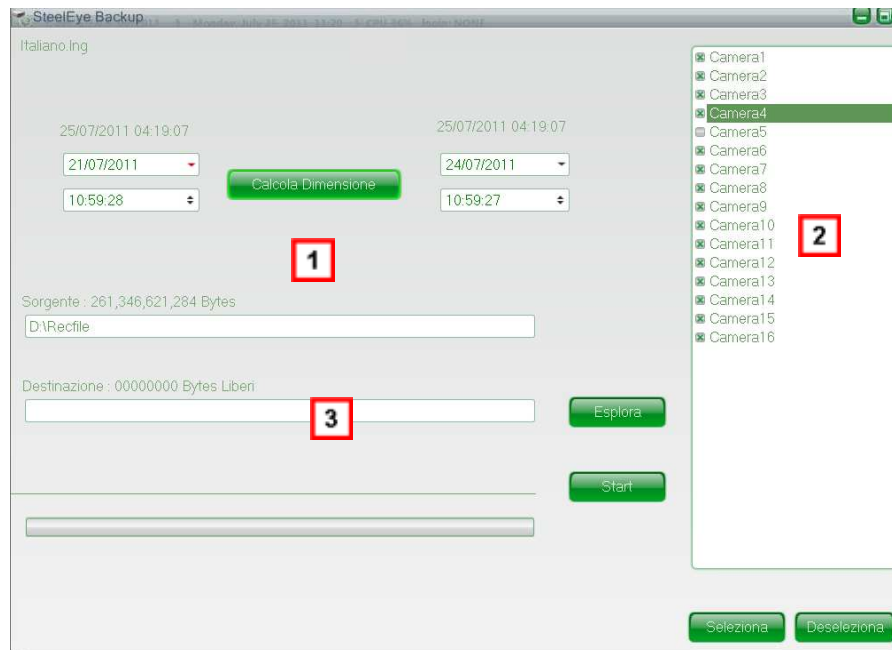 SteelEye Backup
Italiano.lng
25/07/2011 04:19:07
25/07/2011 04:19:07
21/07/2011
24/07/2011
Calcola Dimensione
10:59:28
10:59:27
1
Sorgente : 261,346,621,284 Bytes
D:\Recfile
Destinazione : 00000000 Bytes Liberi
3
Esplora
Start
Camera1
Camera2
Camera3
Camera4
Camera5
Camera6
Camera7
Camera8
Camera9
Camera10
Camera11
Camera12
Camera13
Camera14
Camera15
Camera16
2
Seleziona
Deseleziona